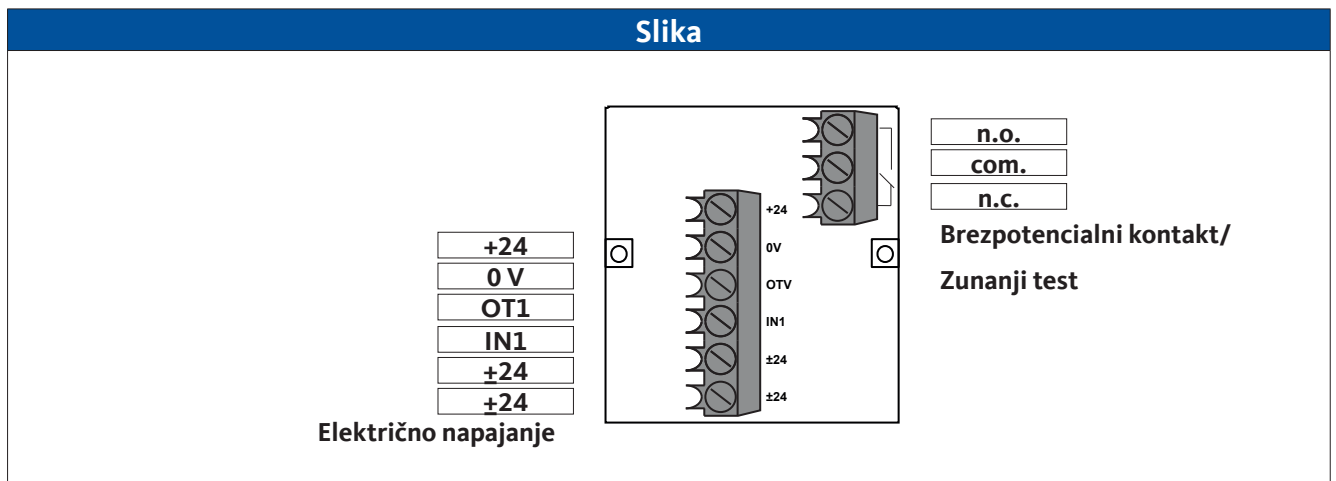 Slika
+24
0 V
OT1
IN1
±24
±24
Električno napajanje
+24
0V
OTV
IN1
±24
±24
n.o.
com.
n.c.
Brezpotencialni kontakt/
Zunanji test